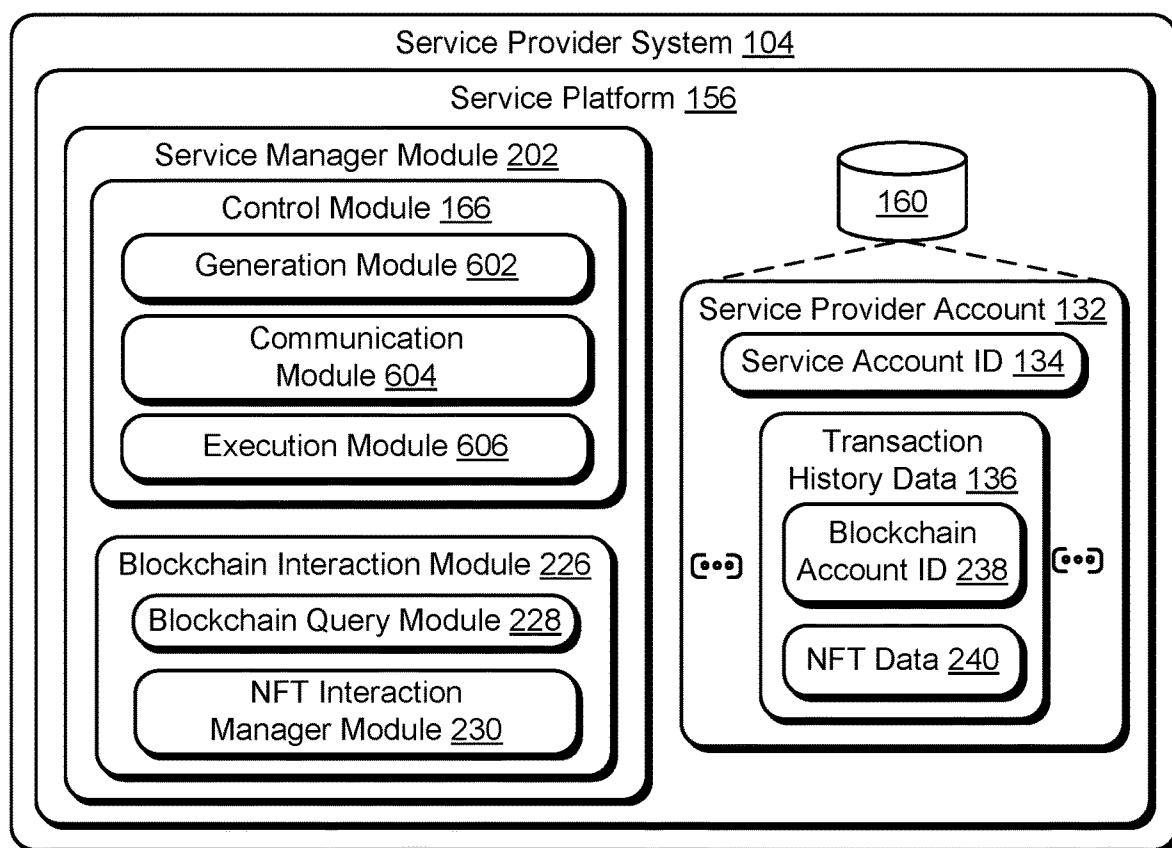 Service Provider System 104
Service Platform 156
Service Manager Module 202
Control Module 166
Generation Module 602
Communication
Module 604
Execution Module 606
Blockchain Interaction Module 226
Blockchain Query Module 228
NFT Interaction
Manager Module 230
160
Service Provider Account 132
Service Account ID 134
Transaction
History Data 136
Blockchain
Account ID 238
NFT Data 240